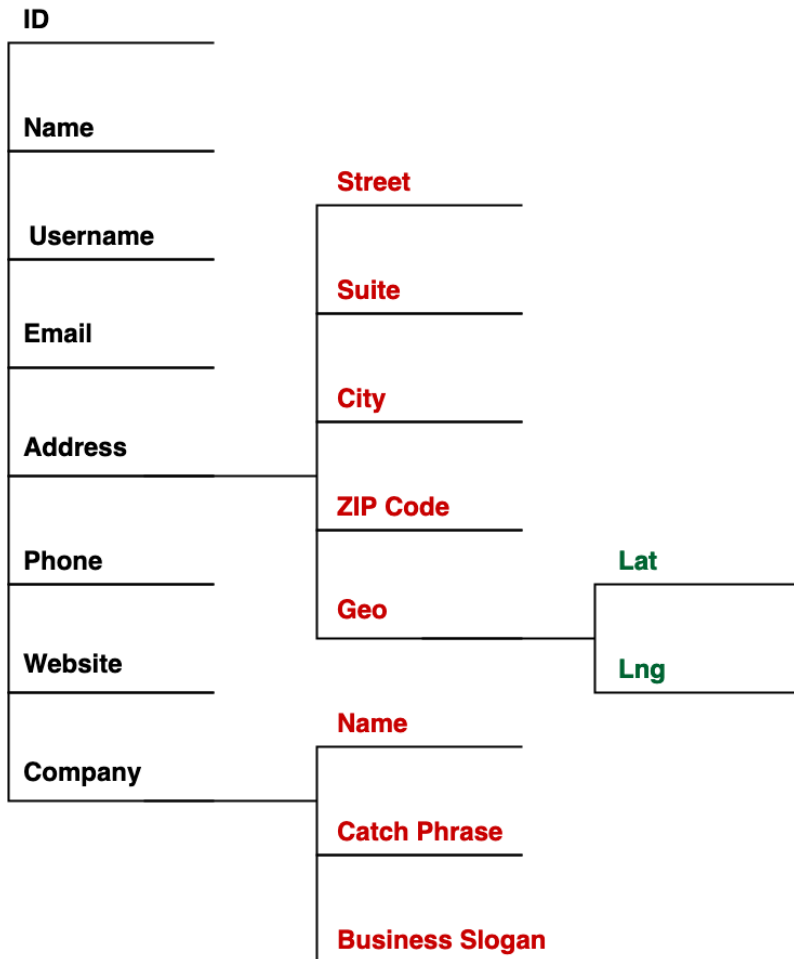 ID
Name
Username
Email
Address
Phone
Website
Company
Street
Suite
City
ZIP Code
Geo
Name
Catch Phrase
Business Slogan
Lat
Lng